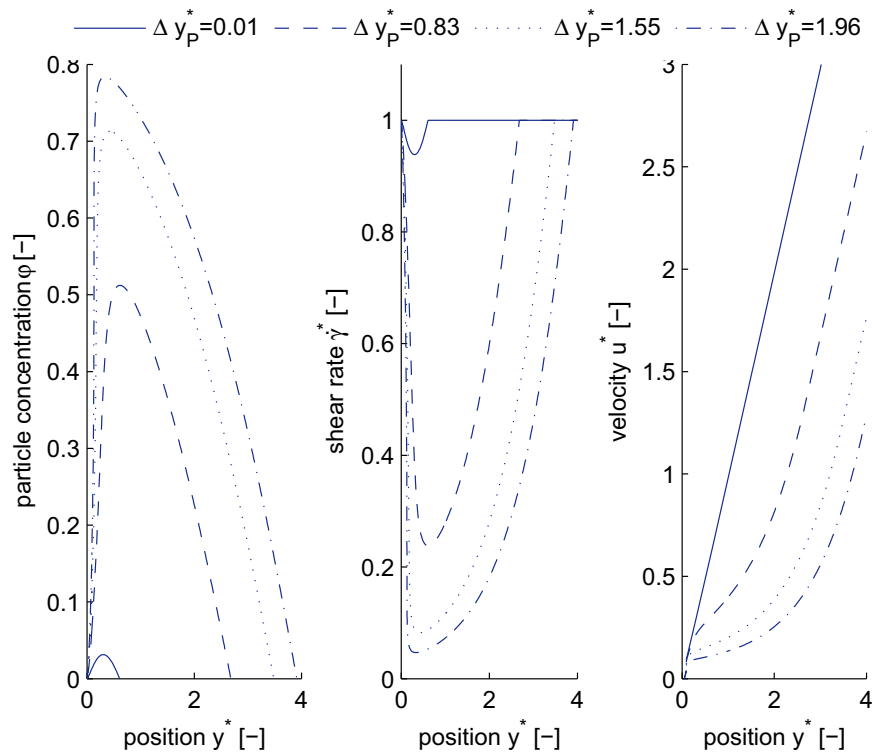 Δ y*P=0.01 Δ y*P=0.83 Δ y*P=1.55 Δ y*P=1.96
particle concentration φ [−]
0.8
0.7
0.6
0.5
0.4
0.3
0.2
0.1
0
0 2 4
position y* [−]
shear rate γ̇* [−]
1
0.8
0.6
0.4
0.2
0
0 2 4
position y* [−]
velocity u* [−]
3
2.5
2
1.5
1
0.5
0
0 2 4
position y* [−]